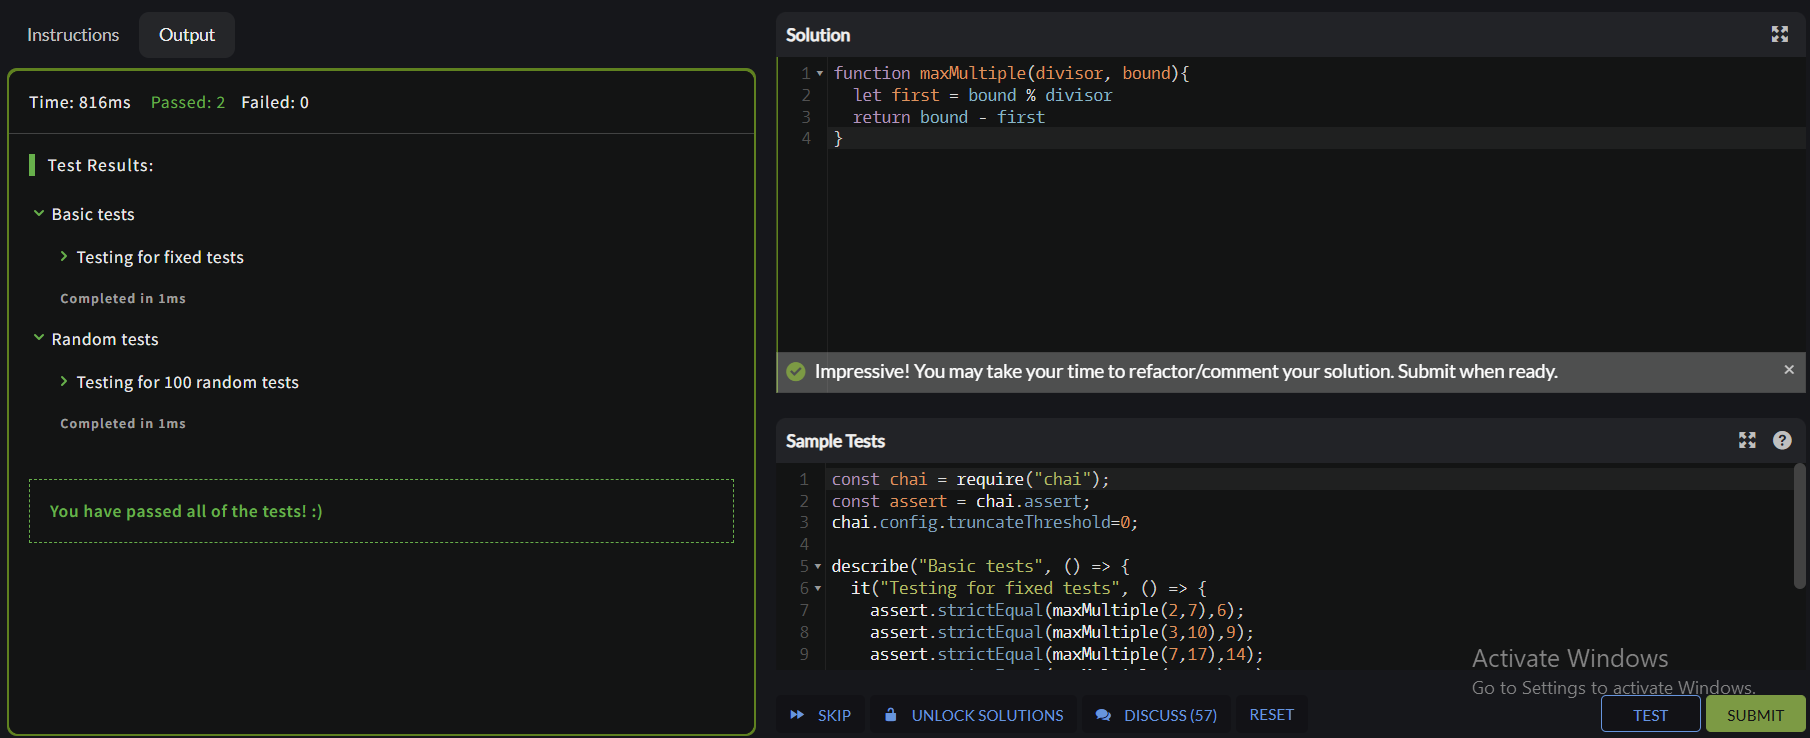 Instructions
Output
Time: 816ms Passed: 2 Failed: 0
Test Results:
Basic tests
Testing for fixed tests
Completed in 1ms
Random tests
Testing for 100 random tests
Completed in 1ms
You have passed all of the tests! :)
Solution
1 function maxMultiple(divisor, bound){
2 let first = bound % divisor
3 return bound - first
4 }
Impressive! You may take your time to refactor/comment your solution. Submit when ready.
Sample Tests
1 const chai = require("chai");
2 const assert = chai.assert;
3 chai.config.truncateThreshold=0;
4
5 describe("Basic tests", () => {
6 it("Testing for fixed tests", () => {
7 assert.strictEqual(maxMultiple(2,7),6);
8 assert.strictEqual(maxMultiple(3,10),9);
9 assert.strictEqual(maxMultiple(7,17),14);
Activate Windows
Go to Settings to activate Windows.
SKIP
UNLOCK SOLUTIONS
DISCUSS (57)
RESET
TEST
SUBMIT